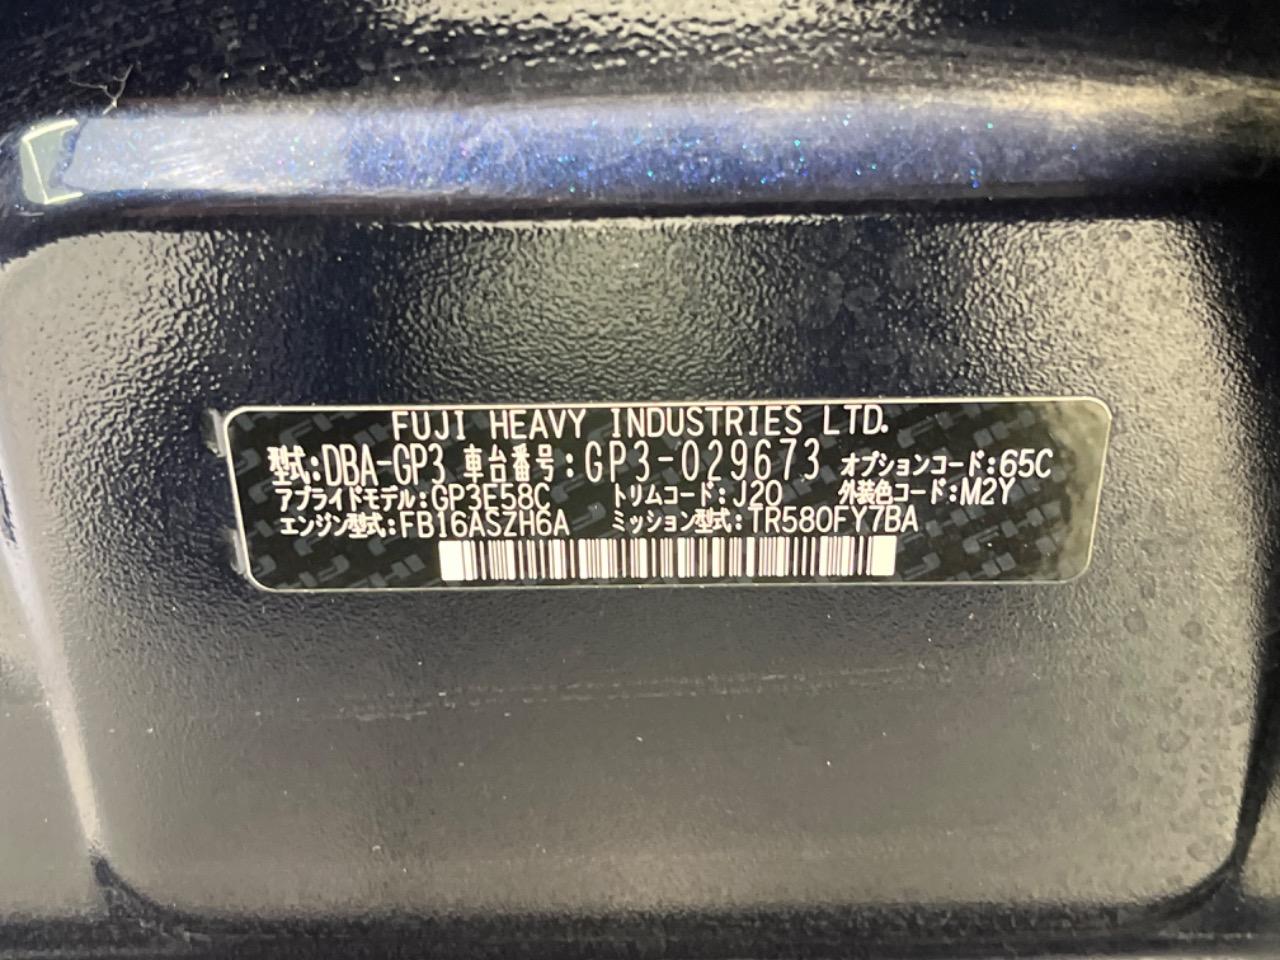 FUJI HEAVY INDUSTRIES LTD.
型式:DBA-GP3 車台番号:GP3-029673 オプションコード:65C
アプライドモデル:GP3E58C トリムコード:J20 外装色コード:M2Y
エンジン型式:FB16ASZH6A ミッション型式:TR580FY7BA